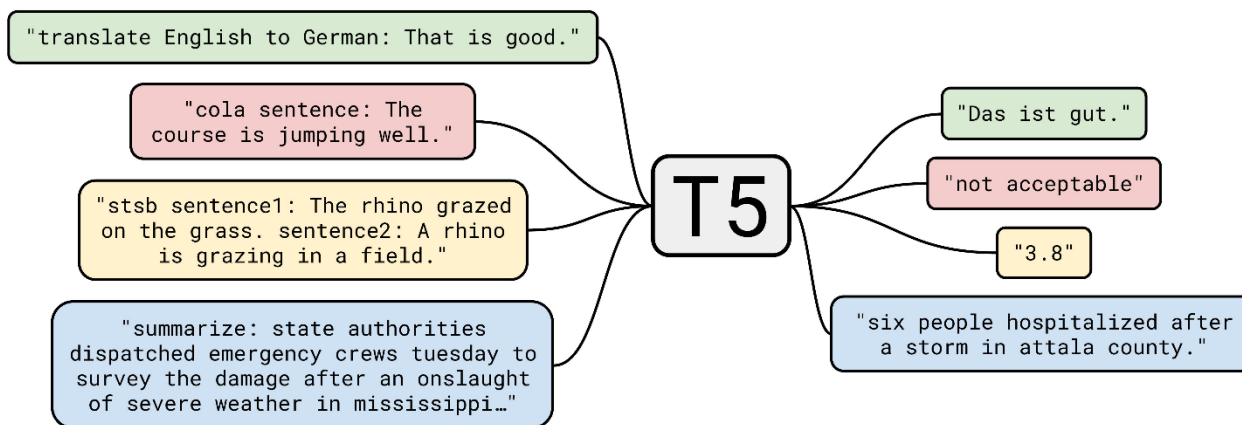 "translate English to German: That is good."
"cola sentence: The
course is jumping well."
"stsb sentence1: The rhino grazed
on the grass. sentence2: A rhino
is grazing in a field."
"summarize: state authorities
dispatched emergency crews tuesday to
survey the damage after an onslaught
of severe weather in mississippi…"
T5
"Das ist gut."
"not acceptable"
"3.8"
"six people hospitalized after
a storm in attala county."